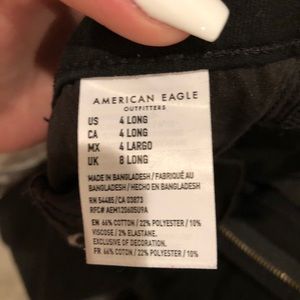 AMERICAN EAGLE
OUTFITTERS
US 4 LONG
CA 4 LONG
MX 4 LARGO
UK 8 LONG
MADE IN BANGLADESH / FABRIQUÉ AU
BANGLADESH / HECHO EN BANGLADESH
RN 54485 / CA 03873
RFC# AEM120605U9A
EN 66% COTTON / 22% POLYESTER / 10%
VISCOSE / 2% ELASTANE,
EXCLUSIVE OF DECORATION.
FR 66% COTON / 22% POLYESTER / 10%